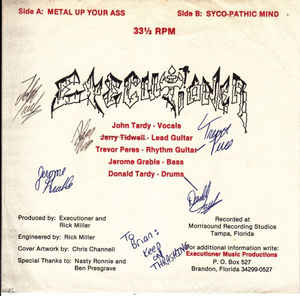 Side A: METAL UP YOUR ASS
Side B: SYCO-PATHIC MIND
33⅓ RPM
EXECUTIONER
John Tardy - Vocals
Jerry Tidwell - Lead Guitar
Trevor Peres - Rhythm Guitar
Jerome Grable - Bass
Donald Tardy - Drums
Jerome Grable
To Brian:
Keep on
THRASHING
Produced by: Executioner and
Rick Miller
Engineered by: Rick Miller
Cover Artwork by: Chris Channell
Special Thanks to: Nasty Ronnie and
Ben Presgrave
Recorded at
Morrisound Recording Studios
Tampa, Florida
For additional information write:
Executioner Music Productions
P. O. Box 527
Brandon, Florida 34299-0527